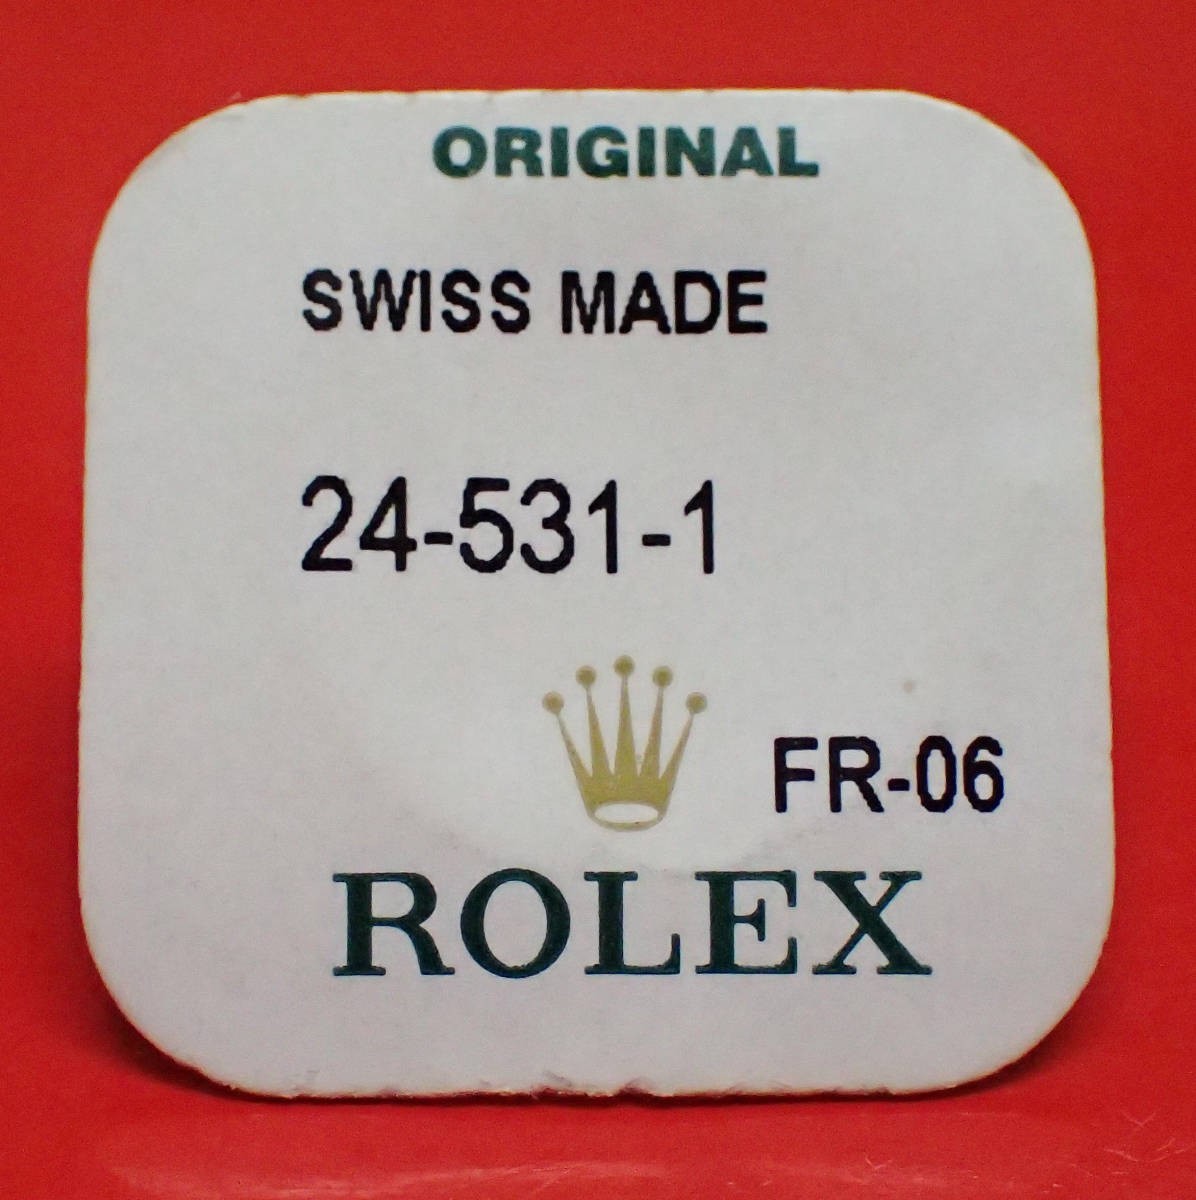 ORIGINAL
SWISS MADE
24-531-1
FR-06
ROLEX